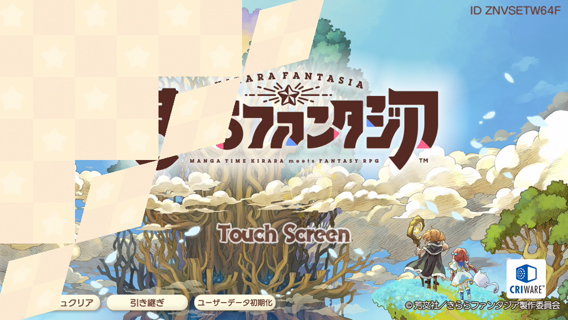 ID ZNVSETW64F
KIRARA FANTASIA
ファンタジア
MANGA TIME KIRARA meets FANTASY RPG
TM
Touch Screen
ュクリア
引き継ぎ
ユーザーデータ初期化
CRIWARE
©芳文社／きららファンタジア製作委員会